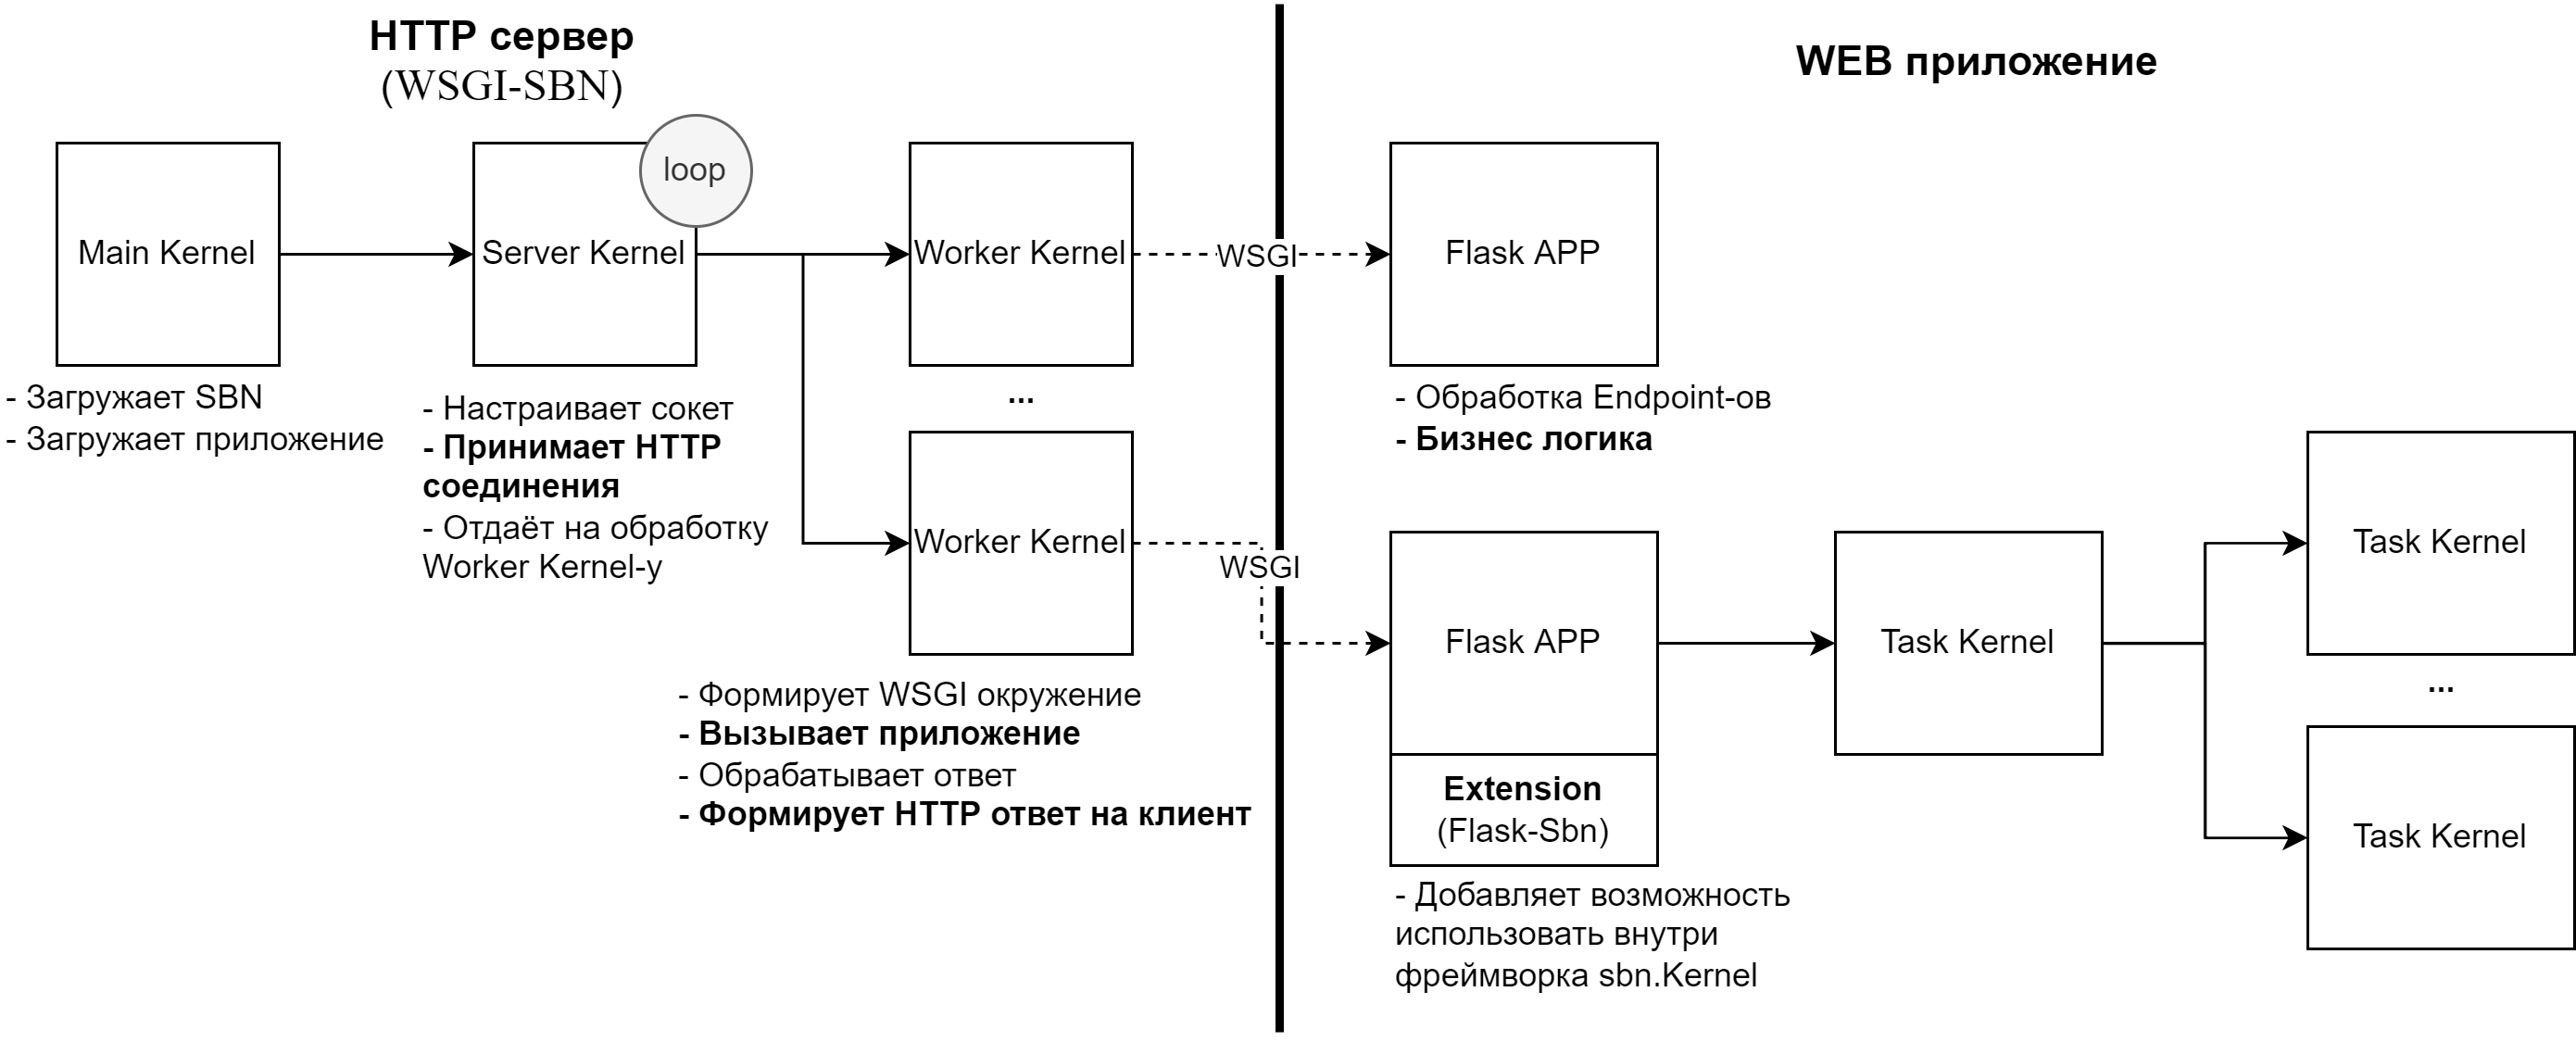 HTTP сервер
(WSGI-SBN)
WEB приложение
loop
Main Kernel
Server Kernel
Worker Kernel
WSGI
Flask APP
- Загружает SBN
- Загружает приложение
- Настраивает сокет
- Принимает HTTP
соединения
- Отдаёт на обработку
Worker Kernel-у
...
Worker Kernel
WSGI
- Формирует WSGI окружение
- Вызывает приложение
- Обрабатывает ответ
- Формирует HTTP ответ на клиент
- Обработка Endpoint-ов
- Бизнес логика
Flask APP
Extension
(Flask-Sbn)
- Добавляет возможность
использовать внутри
фреймворка sbn.Kernel
Task Kernel
Task Kernel
...
Task Kernel